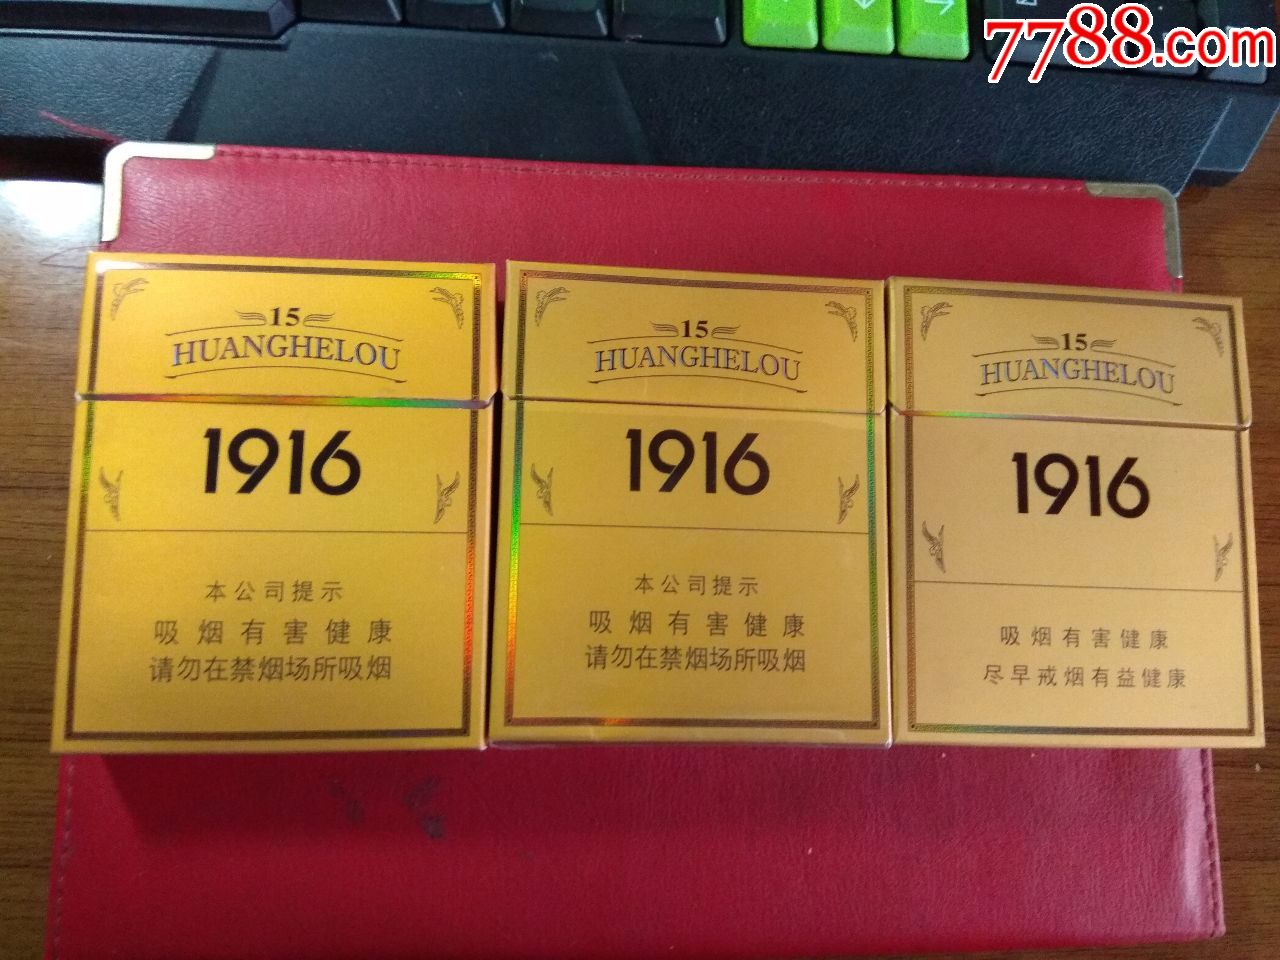 7788.com
15
HUANGHELOU
1916
本公司提示
吸烟有害健康
请勿在禁烟场所吸烟
15
HUANGHELOU
1916
本公司提示
吸烟有害健康
请勿在禁烟场所吸烟
15
HUANGHELOU
1916
吸烟有害健康
尽早戒烟有益健康